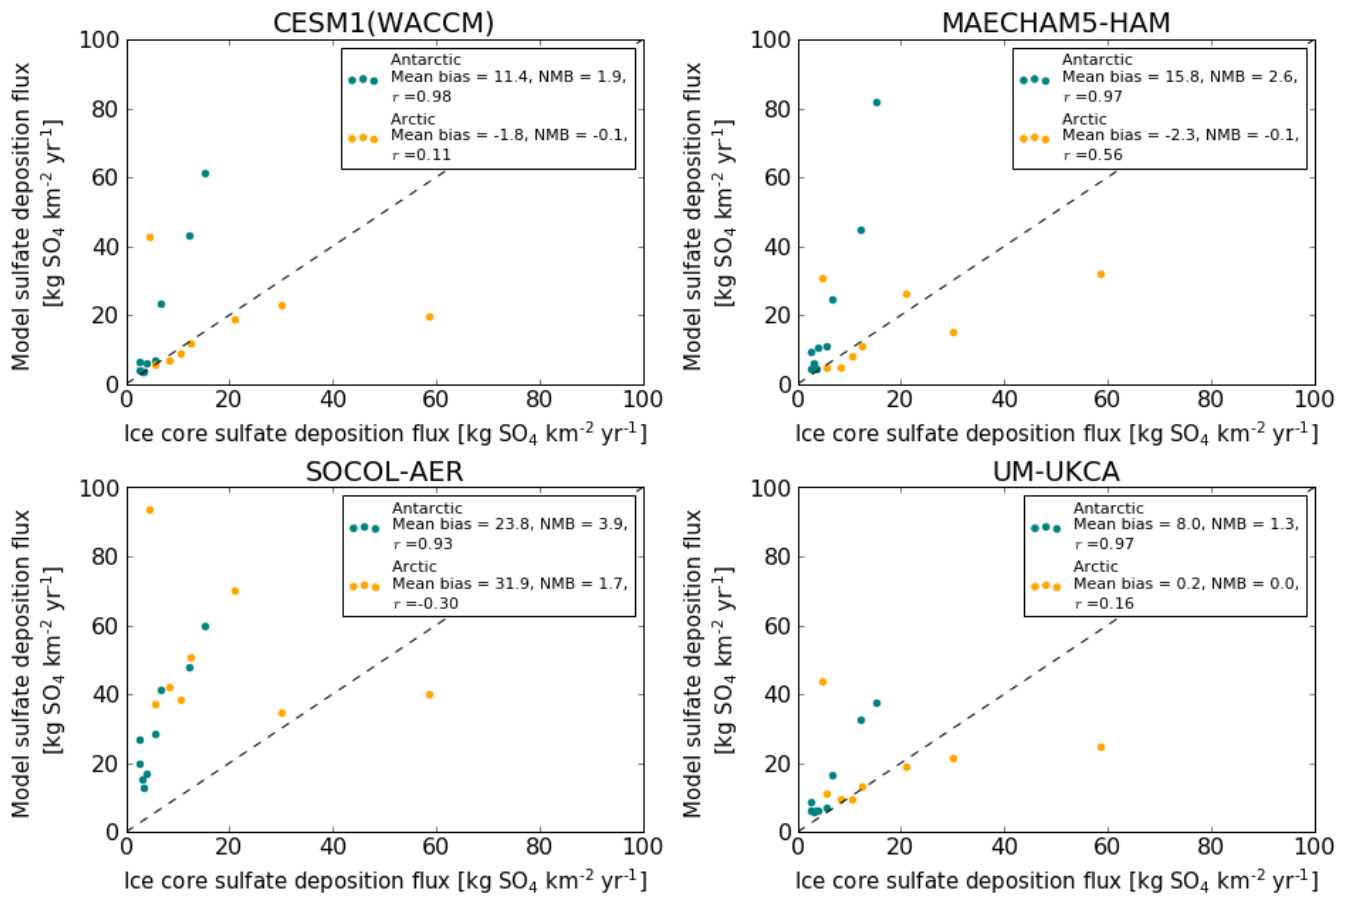 CESM1(WACCM)
Model sulfate deposition flux
[kg SO4 km-2 yr-1]
100
80
60
40
20
0
Antarctic
Mean bias = 11.4, NMB = 1.9,
r =0.98
Arctic
Mean bias = -1.8, NMB = -0.1,
r =0.11
0 20 40 60 80 100
Ice core sulfate deposition flux [kg SO4 km-2 yr-1]
MAECHAM5-HAM
Model sulfate deposition flux
[kg SO4 km-2 yr-1]
100
80
60
40
20
0
Antarctic
Mean bias = 15.8, NMB = 2.6,
r =0.97
Arctic
Mean bias = -2.3, NMB = -0.1,
r =0.56
0 20 40 60 80 100
Ice core sulfate deposition flux [kg SO4 km-2 yr-1]
SOCOL-AER
Model sulfate deposition flux
[kg SO4 km-2 yr-1]
100
80
60
40
20
0
Antarctic
Mean bias = 23.8, NMB = 3.9,
r =0.93
Arctic
Mean bias = 31.9, NMB = 1.7,
r =-0.30
0 20 40 60 80 100
Ice core sulfate deposition flux [kg SO4 km-2 yr-1]
UM-UKCA
Model sulfate deposition flux
[kg SO4 km-2 yr-1]
100
80
60
40
20
0
Antarctic
Mean bias = 8.0, NMB = 1.3,
r =0.97
Arctic
Mean bias = 0.2, NMB = 0.0,
r =0.16
0 20 40 60 80 100
Ice core sulfate deposition flux [kg SO4 km-2 yr-1]